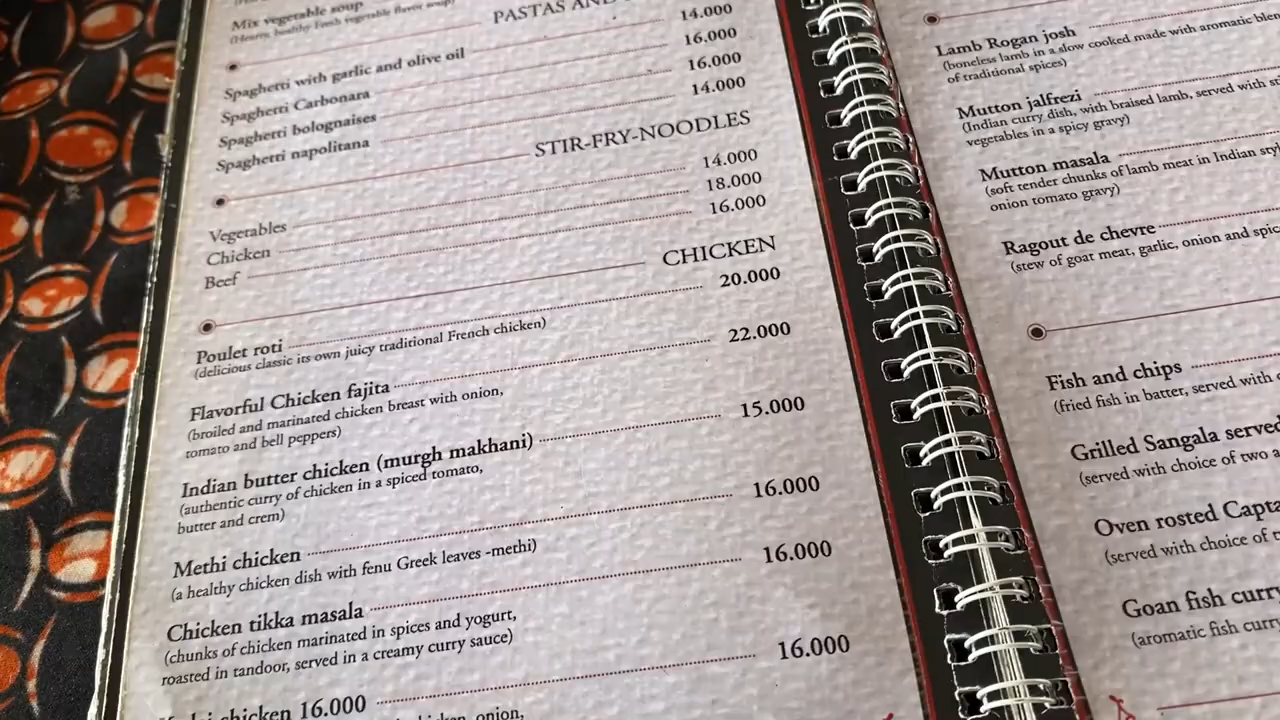 Mix vegetable soup
(Hearty, healthy Fresh vegetable flavor soup)
PASTAS AND
Spaghetti with garlic and olive oil 14.000
Spaghetti Carbonara 16.000
Spaghetti bolognaises 16.000
Spaghetti napolitana 14.000
STIR-FRY-NOODLES
Vegetables 14.000
Chicken 18.000
Beef 16.000
CHICKEN
Poulet roti 20.000
(delicious classic its own juicy traditional French chicken)
Flavorful Chicken fajita 22.000
(broiled and marinated chicken breast with onion,
tomato and bell peppers)
Indian butter chicken (murgh makhani) 15.000
(authentic curry of chicken in a spiced tomato,
butter and crem)
Methi chicken 16.000
(a healthy chicken dish with fenu Greek leaves -methi)
Chicken tikka masala 16.000
(chunks of chicken marinated in spices and yogurt,
roasted in tandoor, served in a creamy curry sauce)
chicken 16.000 16.000
onion,
Lamb Rogan josh
(boneless lamb in a slow cooked made with aromatic
of traditional spices)
Mutton jalfrezi
(Indian curry dish, with braised lamb, served with
vegetables in a spicy gravy)
Mutton masala
(soft tender chunks of lamb meat in Indian
onion tomato gravy)
Ragout de chevre
(stew of goat meat, garlic, onion and
Fish and chips
(fried fish in batter, served with
Grilled Sangala served
(served with choice of two
Oven rosted
(served with choice of
Goan fish curry
(aromatic fish curry